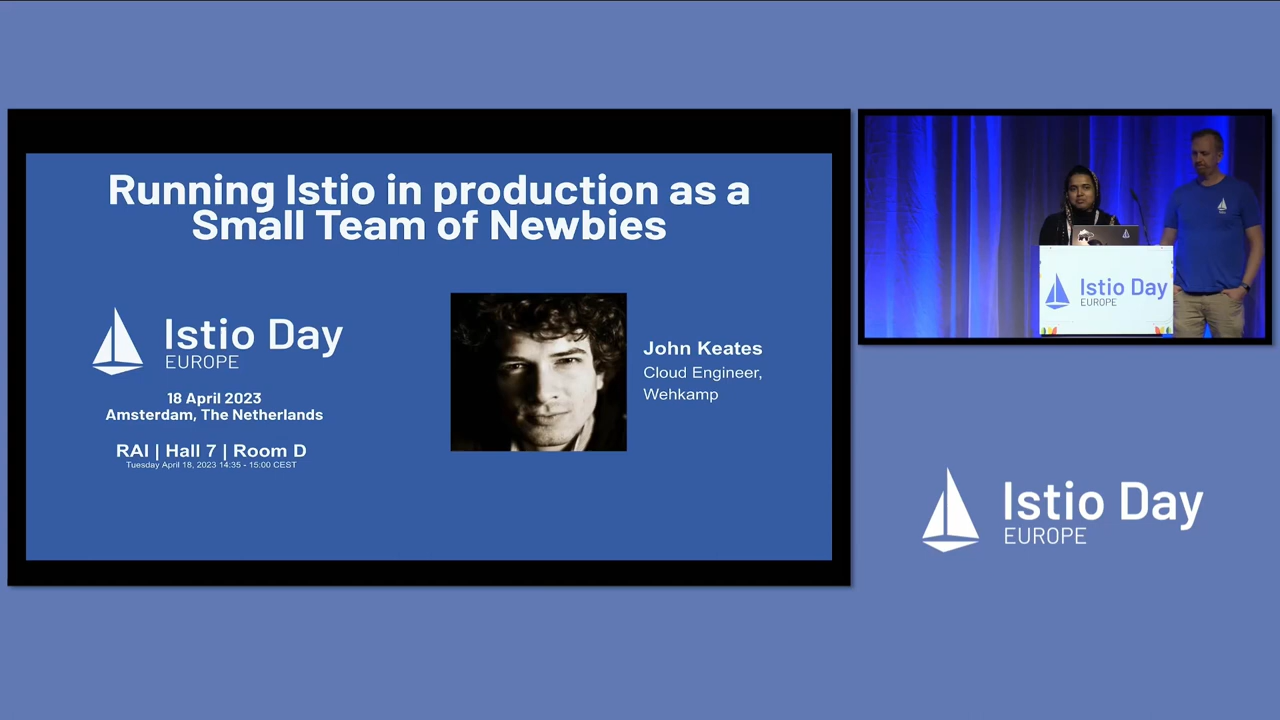 Running Istio in production as a
Small Team of Newbies
Istio Day
EUROPE
18 April 2023
Amsterdam, The Netherlands
RAI | Hall 7 | Room D
Tuesday April 18, 2023 14:35 - 15:00 CEST
John Keates
Cloud Engineer,
Wehkamp
Istio Day
EUROPE
Istio Day
EUROPE